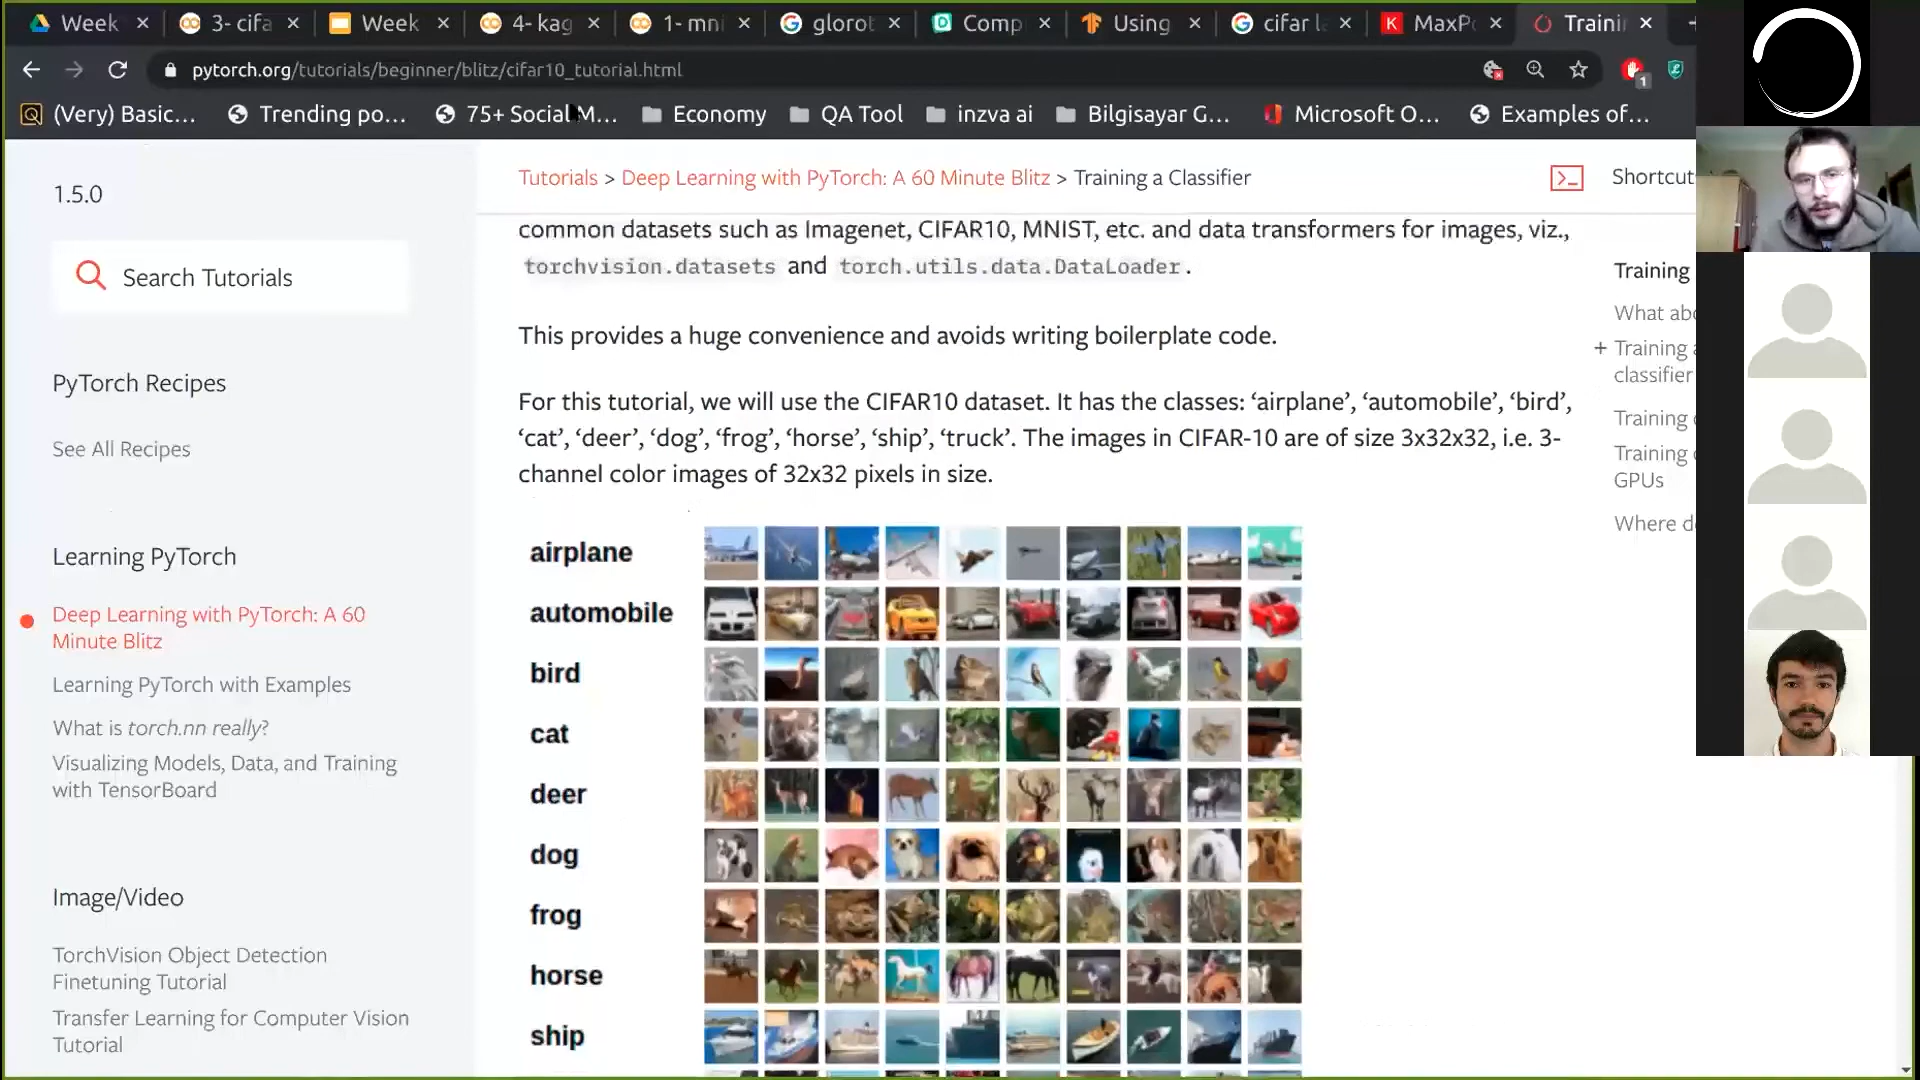 Week
3- cifa
Week
4- kag
1- mni
glorot
Comp
Using
cifar la
MaxPo
Trainin
pytorch.org/tutorials/beginner/blitz/cifar10_tutorial.html
1
(Very) Basic...
Trending po...
75+ Social M...
Economy
QA Tool
inzva ai
Bilgisayar G...
Microsoft O...
Examples of...
1.5.0
Search Tutorials
PyTorch Recipes
See All Recipes
Learning PyTorch
Deep Learning with PyTorch: A 60
Minute Blitz
Learning PyTorch with Examples
What is torch.nn really?
Visualizing Models, Data, and Training
with TensorBoard
Image/Video
TorchVision Object Detection
Finetuning Tutorial
Transfer Learning for Computer Vision
Tutorial
Tutorials > Deep Learning with PyTorch: A 60 Minute Blitz > Training a Classifier
common datasets such as Imagenet, CIFAR10, MNIST, etc. and data transformers for images, viz.,
torchvision.datasets and torch.utils.data.DataLoader.
This provides a huge convenience and avoids writing boilerplate code.
For this tutorial, we will use the CIFAR10 dataset. It has the classes: ‘airplane’, ‘automobile’, ‘bird’,
‘cat’, ‘deer’, ‘dog’, ‘frog’, ‘horse’, ‘ship’, ‘truck’. The images in CIFAR-10 are of size 3x32x32, i.e. 3-
channel color images of 32x32 pixels in size.
airplane
automobile
bird
cat
deer
dog
frog
horse
ship
Shortcut
Training
What abo
+ Training a
classifier
Training o
Training o
GPUs
Where do